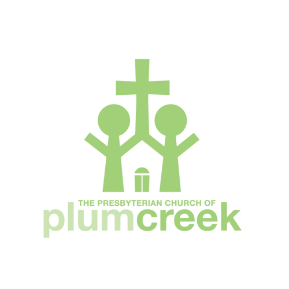 THE PRESBYTERIAN CHURCH OF
plumcreek